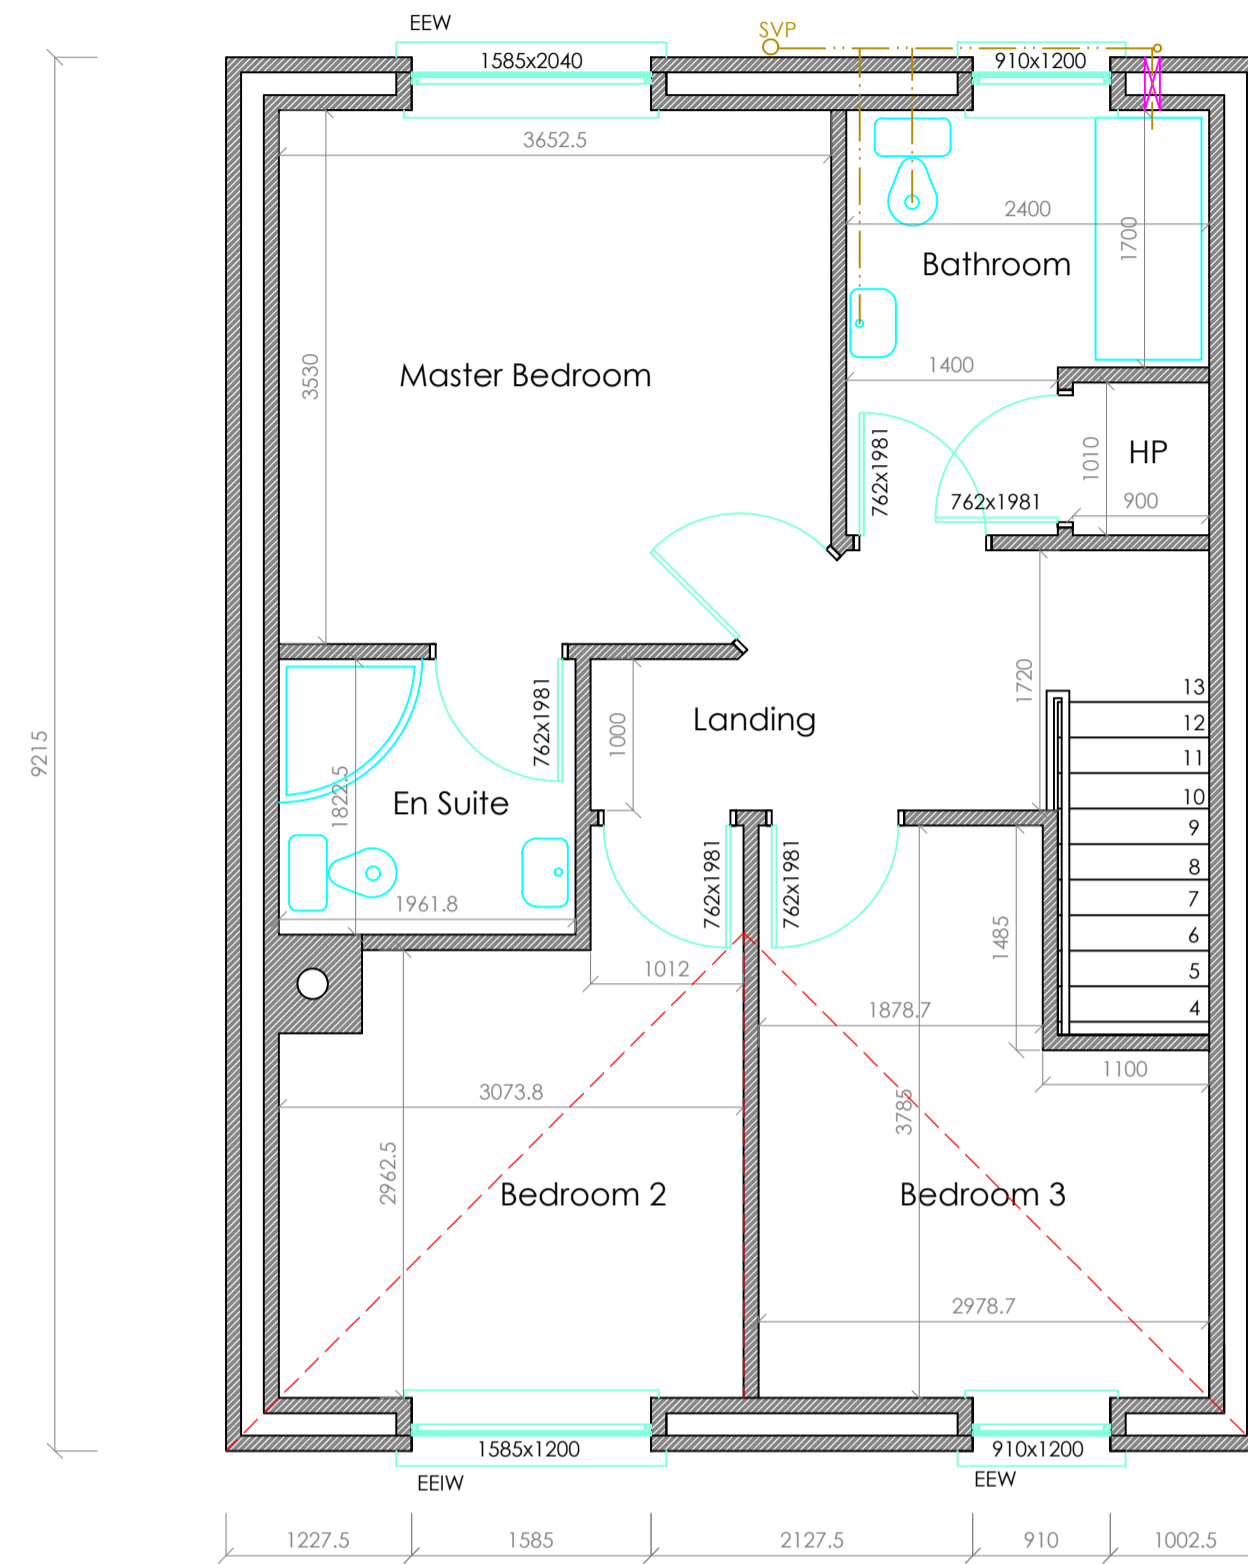 EEW
SVP
1585x2040
910x1200
3652.5
2400
1700
Bathroom
3530
Master Bedroom
1400
762x1981
1010
HP
762x1981
900
1720
13
12
11
10
9
8
7
6
5
4
Landing
1000
762x1981
9215
1822.5
En Suite
762x1981
762x1981
1961.8
1485
1012
1878.7
1100
3073.8
3785
2962.5
Bedroom 2
Bedroom 3
2978.7
1585x1200
910x1200
EEIW
EEW
1227.5
1585
2127.5
910
1002.5